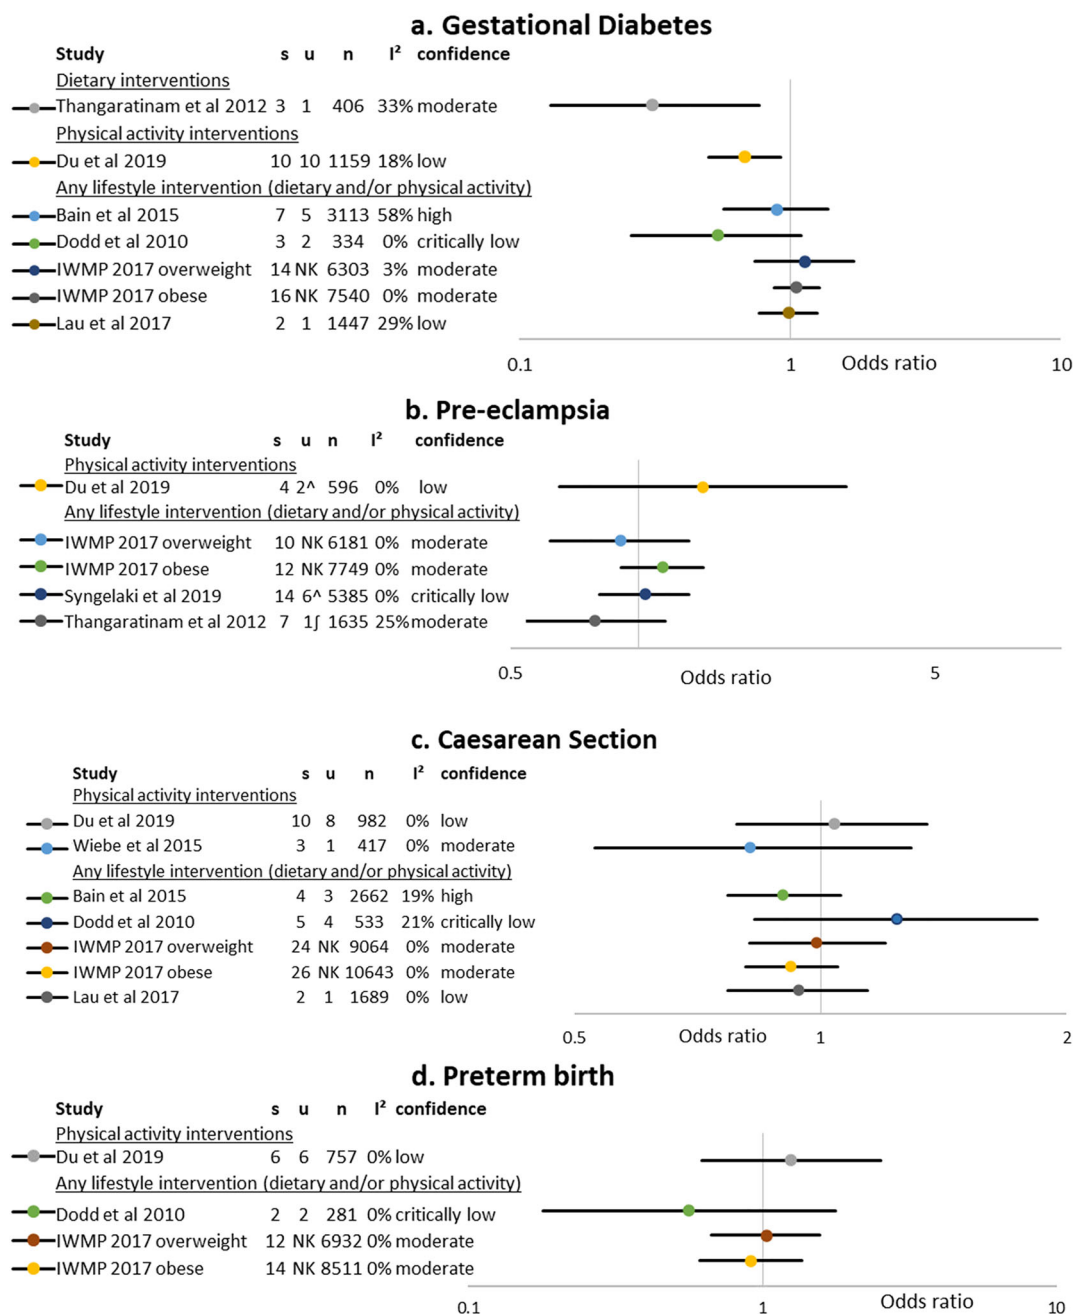 a. Gestational Diabetes
Study s u n I² confidence
Dietary interventions
Thangaratinam et al 2012 3 1 406 33% moderate
Physical activity interventions
Du et al 2019 10 10 1159 18% low
Any lifestyle intervention (dietary and/or physical activity)
Bain et al 2015 7 5 3113 58% high
Dodd et al 2010 3 2 334 0% critically low
IWMP 2017 overweight 14 NK 6303 3% moderate
IWMP 2017 obese 16 NK 7540 0% moderate
Lau et al 2017 2 1 1447 29% low
0.1 1 Odds ratio 10
b. Pre-eclampsia
Study s u n I² confidence
Physical activity interventions
Du et al 2019 4 2^ 596 0% low
Any lifestyle intervention (dietary and/or physical activity)
IWMP 2017 overweight 10 NK 6181 0% moderate
IWMP 2017 obese 12 NK 7749 0% moderate
Syngelaki et al 2019 14 6^ 5385 0% critically low
Thangaratinam et al 2012 7 1ʃ 1635 25% moderate
0.5 Odds ratio 5
c. Caesarean Section
Study s u n I² confidence
Physical activity interventions
Du et al 2019 10 8 982 0% low
Wiebe et al 2015 3 1 417 0% moderate
Any lifestyle intervention (dietary and/or physical activity)
Bain et al 2015 4 3 2662 19% high
Dodd et al 2010 5 4 533 21% critically low
IWMP 2017 overweight 24 NK 9064 0% moderate
IWMP 2017 obese 26 NK 10643 0% moderate
Lau et al 2017 2 1 1689 0% low
0.5 Odds ratio 1 2
d. Preterm birth
Study s u n I² confidence
Physical activity interventions
Du et al 2019 6 6 757 0% low
Any lifestyle intervention (dietary and/or physical activity)
Dodd et al 2010 2 2 281 0% critically low
IWMP 2017 overweight 12 NK 6932 0% moderate
IWMP 2017 obese 14 NK 8511 0% moderate
0.1 1 Odds ratio 10